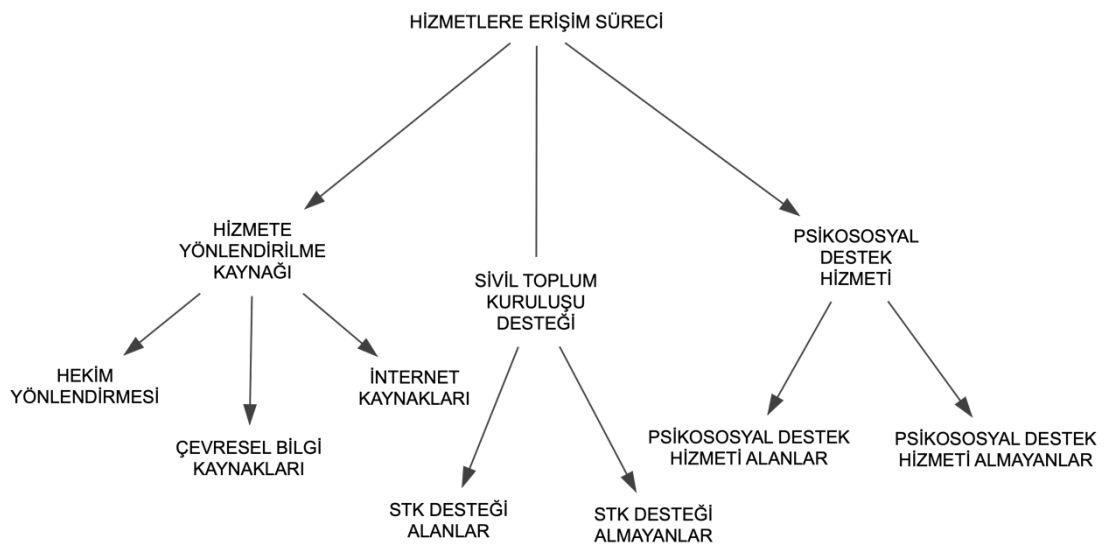 HİZMETLERE ERİŞİM SÜRECİ
HİZMETE
YÖNLENDİRİLME
KAYNAĞI
SİVİL TOPLUM
KURULUŞU
DESTEĞİ
PSİKOSOSYAL
DESTEK
HİZMETİ
HEKİM
YÖNLENDİRMESİ
ÇEVRESEL BİLGİ
KAYNAKLARI
İNTERNET
KAYNAKLARI
STK DESTEĞİ
ALANLAR
STK DESTEĞİ
ALMAYANLAR
PSİKOSOSYAL DESTEK
HİZMETİ ALANLAR
PSİKOSOSYAL DESTEK
HİZMETİ ALMAYANLAR